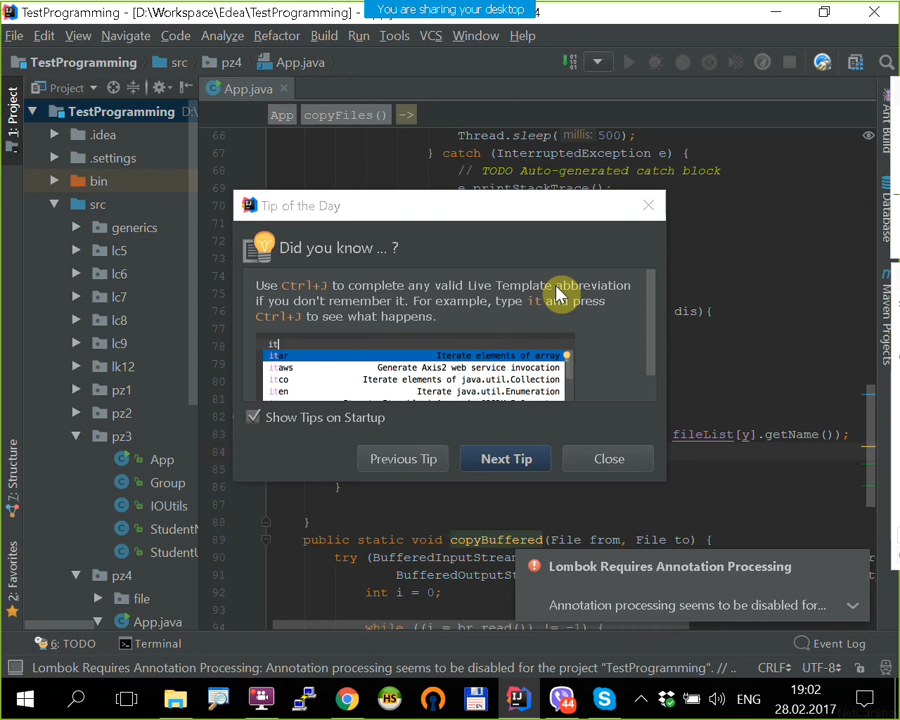 TestProgramming - [D:\Workspace\Edea\TestProgramming] -
You are sharing your desktop
File Edit View Navigate Code Analyze Refactor Build Run Tools VCS Window Help
TestProgramming src pz4 App.java
Project
App.java
App copyFiles() ->
1: Project
7: Structure
2: Favorites
TestProgramming D:\
.idea
.settings
bin
src
generics
lc5
lc6
lc7
lc8
lc9
lk12
pz1
pz2
pz3
App
Group
IOUtils
StudentN
StudentU
pz4
file
App.java
66 Thread.sleep( millis: 500);
67 } catch (InterruptedException e) {
68 // TODO Auto-generated catch block
69 e.printStackTrace();
70
71
72
73
74
75
76 dis){
77
78
79
80
81
82
83 fileList[y].getName());
84
85
86 }
87
88 }
89 public static void copyBuffered(File from, File to) {
90 try (BufferedInputStream
91 BufferedOutputSt
92 int i = 0;
93
94 while ((i = br.read()) != -1) {
Tip of the Day
Did you know ... ?
Use Ctrl+J to complete any valid Live Template abbreviation
if you don't remember it. For example, type it and press
Ctrl+J to see what happens.
it
itar Iterate elements of array
itaws Generate Axis2 web service invocation
itco Iterate elements of java.util.Collection
iten Iterate java.util.Enumeration
Show Tips on Startup
Previous Tip Next Tip Close
Ant Build
Database
Maven Projects
Lombok Requires Annotation Processing
Annotation processing seems to be disabled for...
6: TODO Terminal Event Log
Lombok Requires Annotation Processing: Annotation processing seems to be disabled for the project "TestProgramming". // .. CRLF UTF-8
HS
44
ENG
19:02
28.02.2017